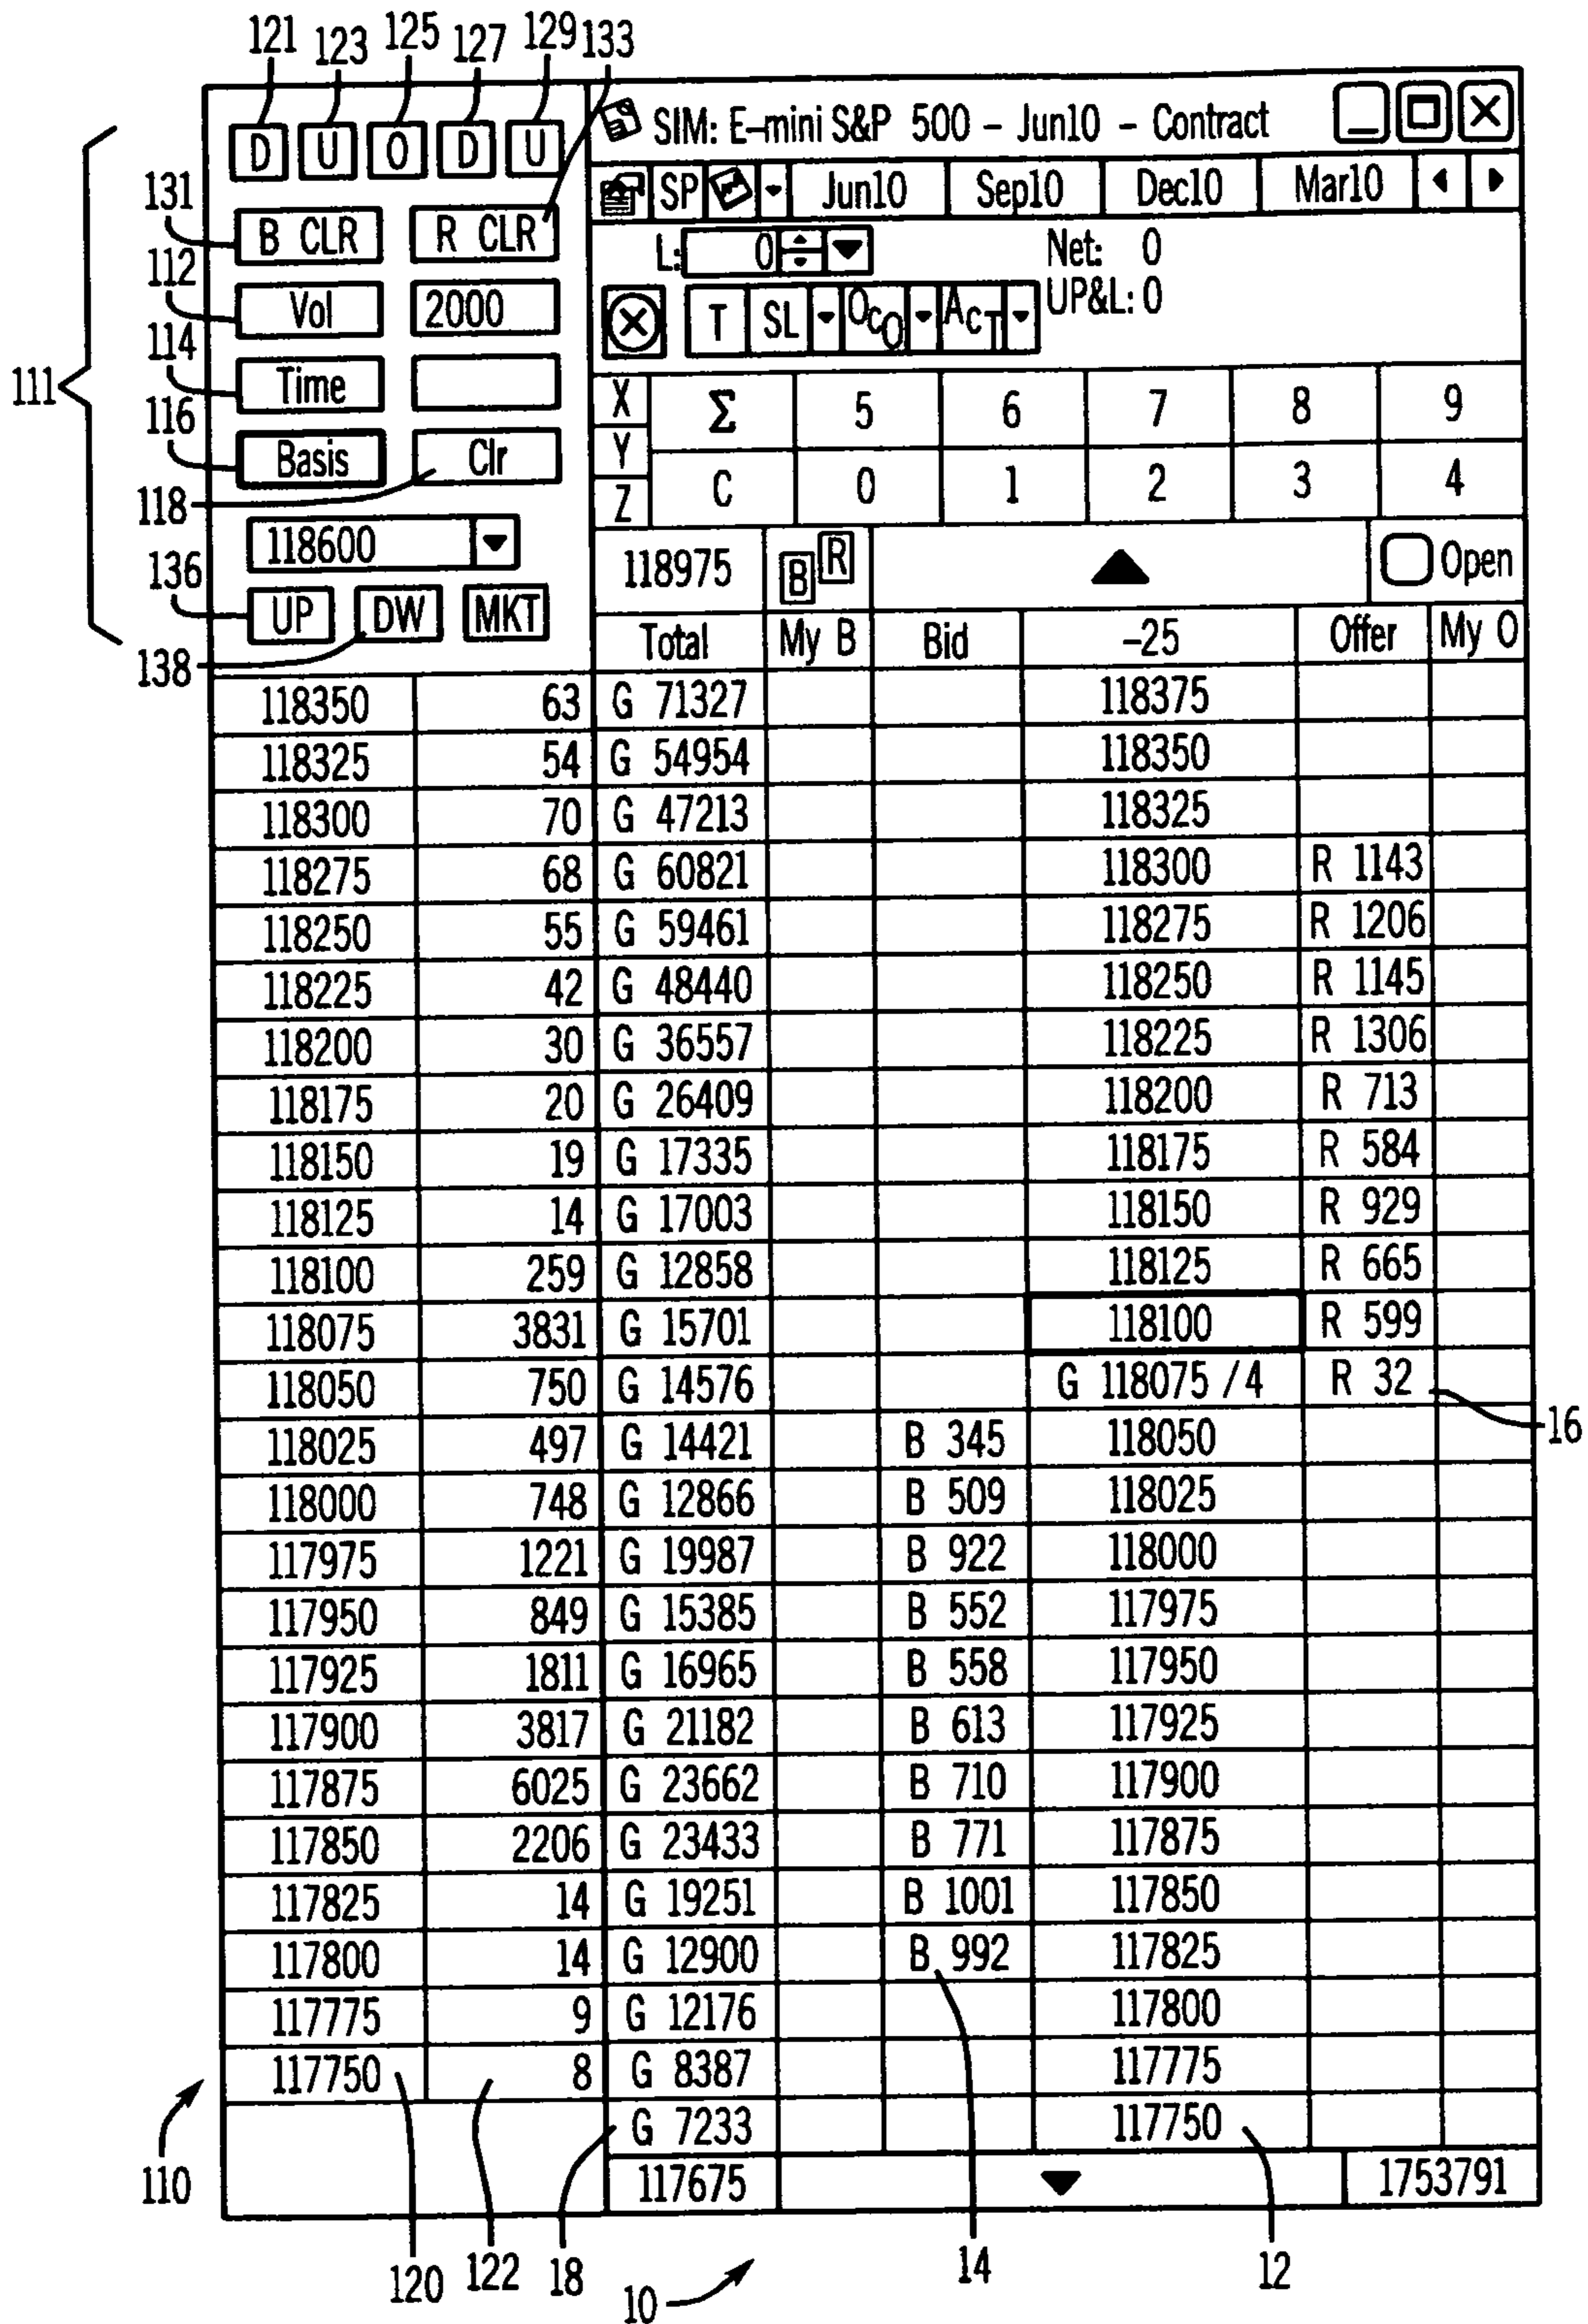 121 123 125 127 129 133
D U O D U
SIM: E-mini S&P 500 - Jun10 - Contract
131
B CLR R CLR
SP Jun10 Sep10 Dec10 Mar10
112
Vol 2000
L: 0 Net: 0
T SL OCO ACT UP&L: 0
111
114
Time
116
Basis Clr
118
X Σ 5 6 7 8 9
Y
Z C 0 1 2 3 4
118600
136
UP DW MKT
138
118975 B R Open
Total My B Bid -25 Offer My O
118350 63 G 71327 118375
118325 54 G 54954 118350
118300 70 G 47213 118325
118275 68 G 60821 118300 R 1143
118250 55 G 59461 118275 R 1206
118225 42 G 48440 118250 R 1145
118200 30 G 36557 118225 R 1306
118175 20 G 26409 118200 R 713
118150 19 G 17335 118175 R 584
118125 14 G 17003 118150 R 929
118100 259 G 12858 118125 R 665
118075 3831 G 15701 118100 R 599
118050 750 G 14576 G 118075 / 4 R 32
16
118025 497 G 14421 B 345 118050
118000 748 G 12866 B 509 118025
117975 1221 G 19987 B 922 118000
117950 849 G 15385 B 552 117975
117925 1811 G 16965 B 558 117950
117900 3817 G 21182 B 613 117925
117875 6025 G 23662 B 710 117900
117850 2206 G 23433 B 771 117875
117825 14 G 19251 B 1001 117850
117800 14 G 12900 B 992 117825
117775 9 G 12176 117800
117750 8 G 8387 117775
G 7233 117750
117675 1753791
110
120 122 18 10 14 12